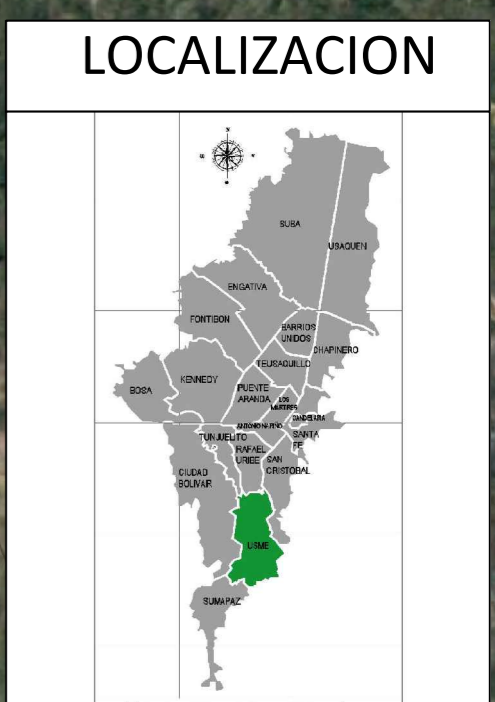 LOCALIZACION
SUBA
USAQUEN
ENGATIVA
FONTIBON
BARRIOS
UNIDOS
CHAPINERO
TEUSAQUILLO
KENNEDY
BOSA
PUENTE
ARANDA
LOS
MARTIRES
CANDELARIA
ANTONIO NARIÑO
SANTA
FE
TUNJUELITO
RAFAEL
URIBE
SAN
CRISTOBAL
CIUDAD
BOLIVAR
USME
SUMAPAZ